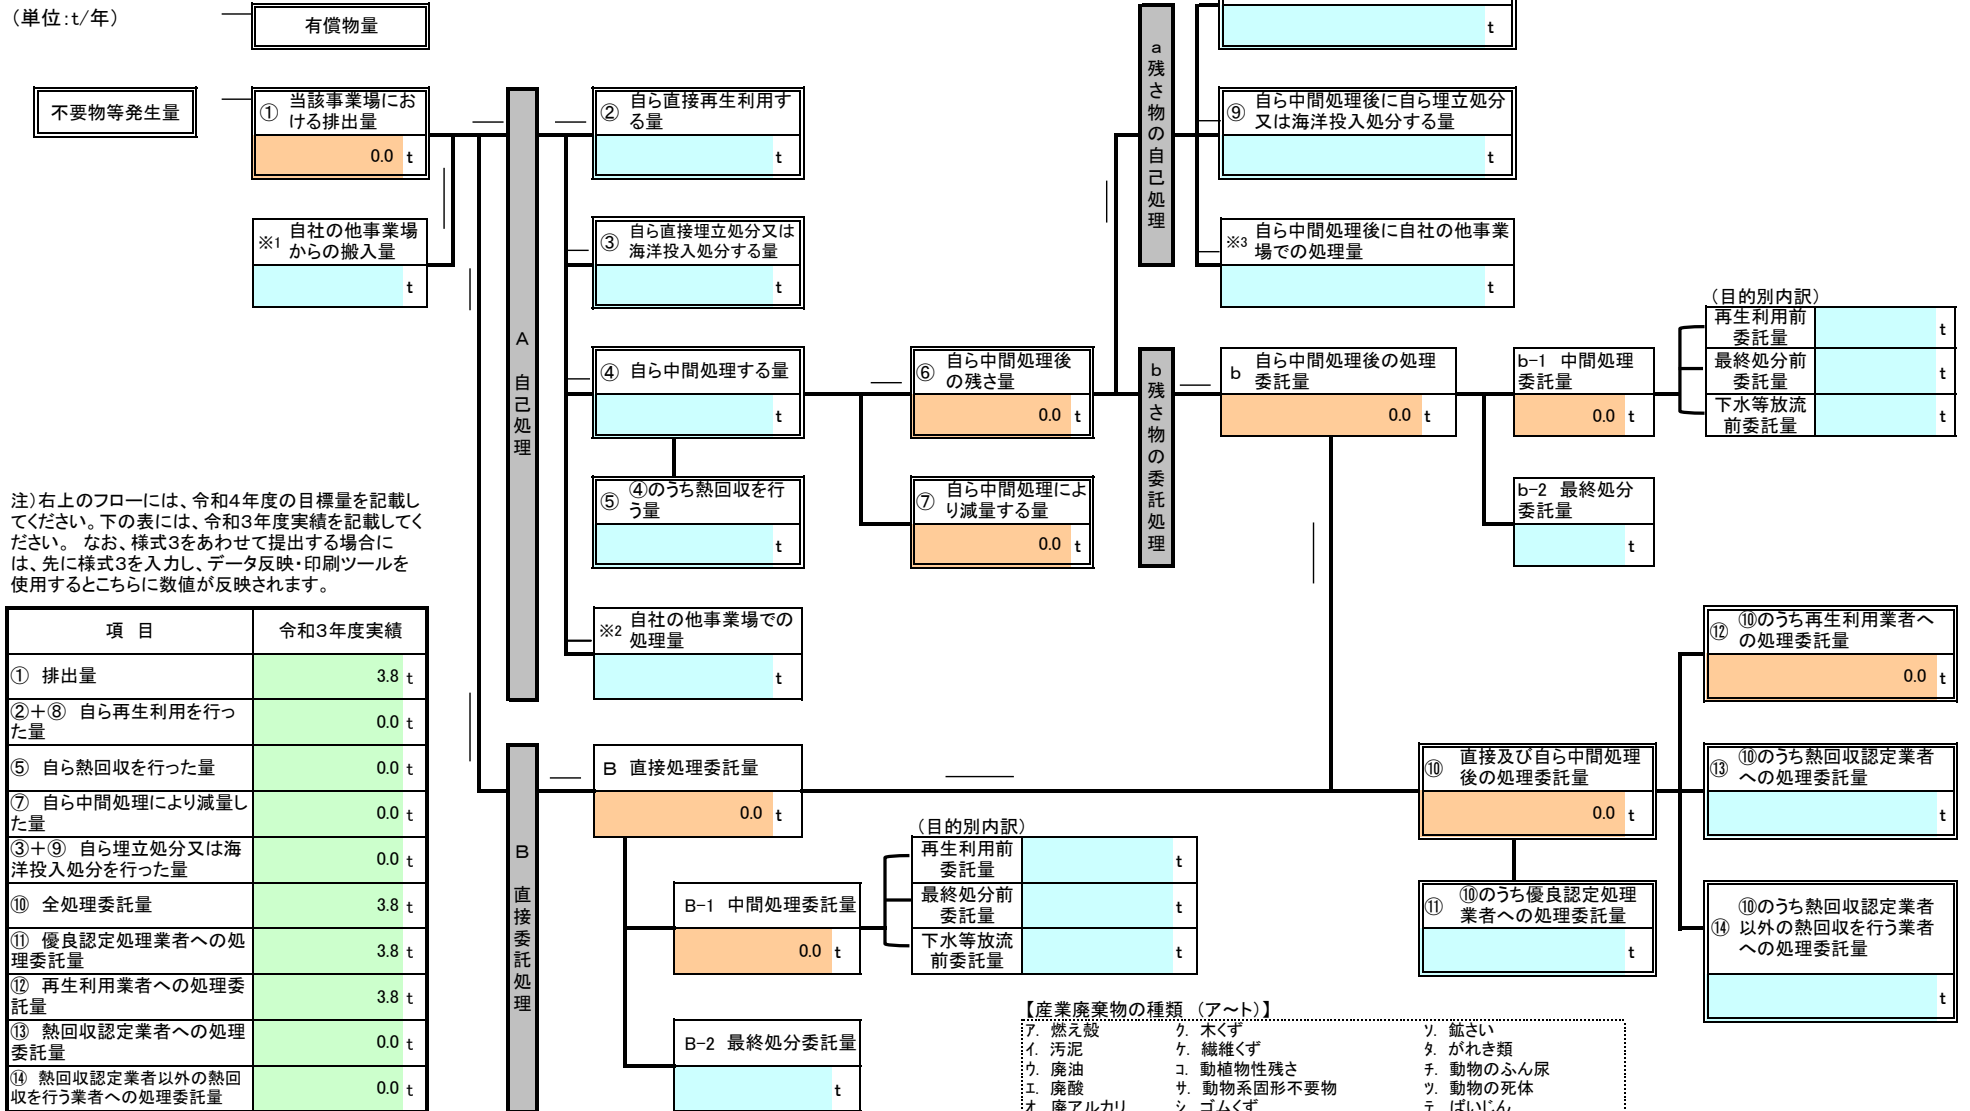 （単位：t/年）
有償物量
不要物等発生量
① 当該事業場にお
ける排出量
0.0 t
※1 自社の他事業場
からの搬入量
t
A 自己処理
② 自ら直接再生利用す
る量
t
③ 自ら直接埋立処分又は
海洋投入処分する量
t
④ 自ら中間処理する量
t
⑤ ④のうち熱回収を行
う量
t
※2 自社の他事業場での
処理量
t
⑥ 自ら中間処理後
の残さ量
0.0 t
⑦ 自ら中間処理によ
り減量する量
0.0 t
a 残さ物の自己処理
t
⑨ 自ら中間処理後に自ら埋立処分
又は海洋投入処分する量
t
※3 自ら中間処理後に自社の他事業
場での処理量
t
b 残さ物の委託処理
b 自ら中間処理後の処理
委託量
0.0 t
b-1 中間処理
委託量
0.0 t
（目的別内訳）
再生利用前
委託量
t
最終処分前
委託量
t
下水等放流
前委託量
t
b-2 最終処分
委託量
t
注）右上のフローには、令和４年度の目標量を記載し
てください。下の表には、令和３年度実績を記載してく
ださい。 なお、様式３をあわせて提出する場合に
は、先に様式３を入力し、データ反映・印刷ツールを
使用するとこちらに数値が反映されます。
項 目 令和３年度実績
① 排出量 3.8 t
②＋⑧ 自ら再生利用を行っ
た量
0.0 t
⑤ 自ら熱回収を行った量 0.0 t
⑦ 自ら中間処理により減量し
た量
0.0 t
③＋⑨ 自ら埋立処分又は海
洋投入処分を行った量
0.0 t
⑩ 全処理委託量 3.8 t
⑪ 優良認定処理業者への処
理委託量
3.8 t
⑫ 再生利用業者への処理委
託量
3.8 t
⑬ 熱回収認定業者への処理
委託量
0.0 t
⑭ 熱回収認定業者以外の熱回
収を行う業者への処理委託量
0.0 t
B 直接委託処理
B 直接処理委託量
0.0 t
B-1 中間処理委託量
0.0 t
B-2 最終処分委託量
t
（目的別内訳）
再生利用前
委託量
t
最終処分前
委託量
t
下水等放流
前委託量
t
⑩ 直接及び自ら中間処理
後の処理委託量
0.0 t
⑪ ⑩のうち優良認定処理
業者への処理委託量
t
⑫ ⑩のうち再生利用業者へ
の処理委託量
0.0 t
⑬ ⑩のうち熱回収認定業者
への処理委託量
t
⑭ ⑩のうち熱回収認定業者
以外の熱回収を行う業者
への処理委託量
t
【産業廃棄物の種類 （ア～ト）】
ｱ. 燃え殻 ｸ. 木くず ｿ. 鉱さい
ｲ. 汚泥 ｹ. 繊維くず ﾀ. がれき類
ｳ. 廃油 ｺ. 動植物性残さ ﾁ. 動物のふん尿
ｴ. 廃酸 ｻ. 動物系固形不要物 ﾂ. 動物の死体
ｵ. 廃アルカリ ｼ. ゴムくず ﾃ. ばいじん